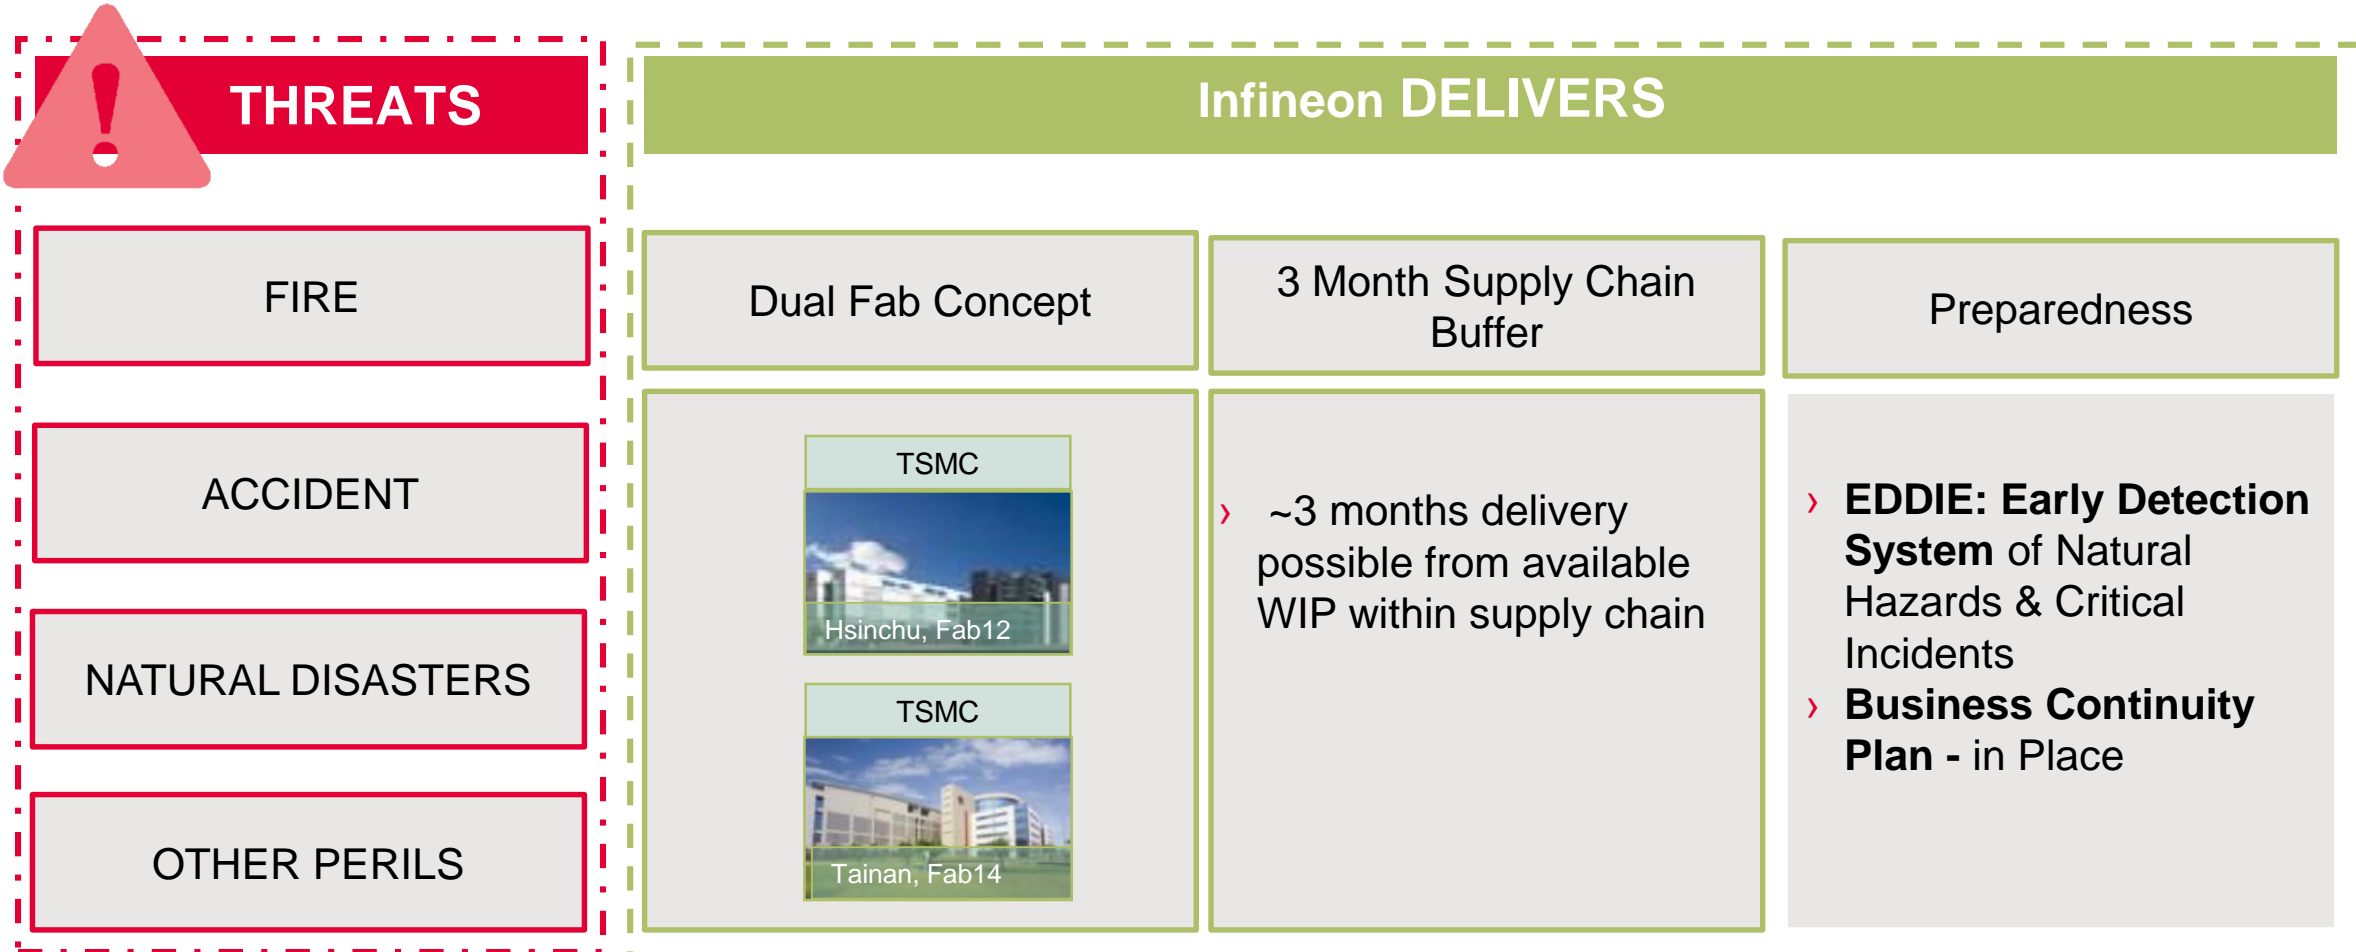 THREATS
Infineon DELIVERS
FIRE
ACCIDENT
NATURAL DISASTERS
OTHER PERILS
Dual Fab Concept
TSMC
Hsinchu, Fab12
TSMC
Tainan, Fab14
3 Month Supply Chain
Buffer
› ~3 months delivery
possible from available
WIP within supply chain
Preparedness
› EDDIE: Early Detection
System of Natural
Hazards & Critical
Incidents
› Business Continuity
Plan - in Place